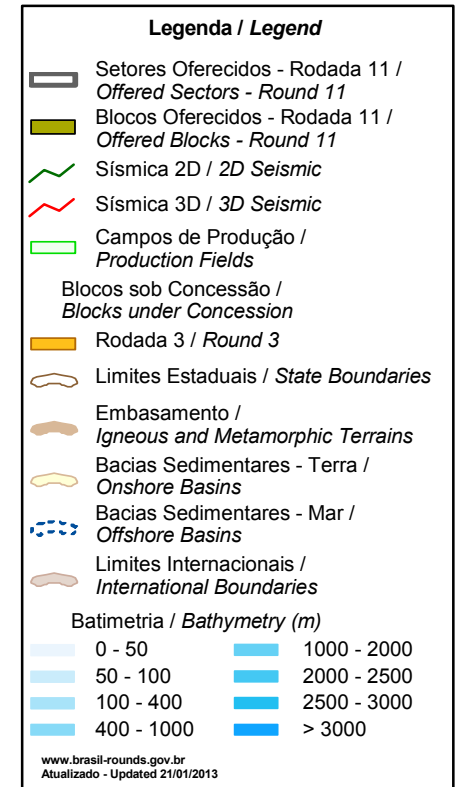 Legenda / Legend
Setores Oferecidos - Rodada 11 /
Offered Sectors - Round 11
Blocos Oferecidos - Rodada 11 /
Offered Blocks - Round 11
Sísmica 2D / 2D Seismic
Sísmica 3D / 3D Seismic
Campos de Produção /
Production Fields
Blocos sob Concessão /
Blocks under Concession
Rodada 3 / Round 3
Limites Estaduais / State Boundaries
Embasamento /
Igneous and Metamorphic Terrains
Bacias Sedimentares - Terra /
Onshore Basins
Bacias Sedimentares - Mar /
Offshore Basins
Limites Internacionais /
International Boundaries
Batimetria / Bathymetry (m)
0 - 50
50 - 100
100 - 400
400 - 1000
1000 - 2000
2000 - 2500
2500 - 3000
> 3000
www.brasil-rounds.gov.br
Atualizado - Updated 21/01/2013